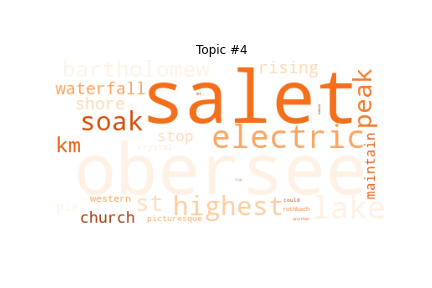 Topic #4
bartholomew
rising
salet
peak
waterfall
shore
soak
stop
electric
km
crystal
maintain
obersee
western
st
highest
could
lake
pie
church
picturesque
rothbach
another